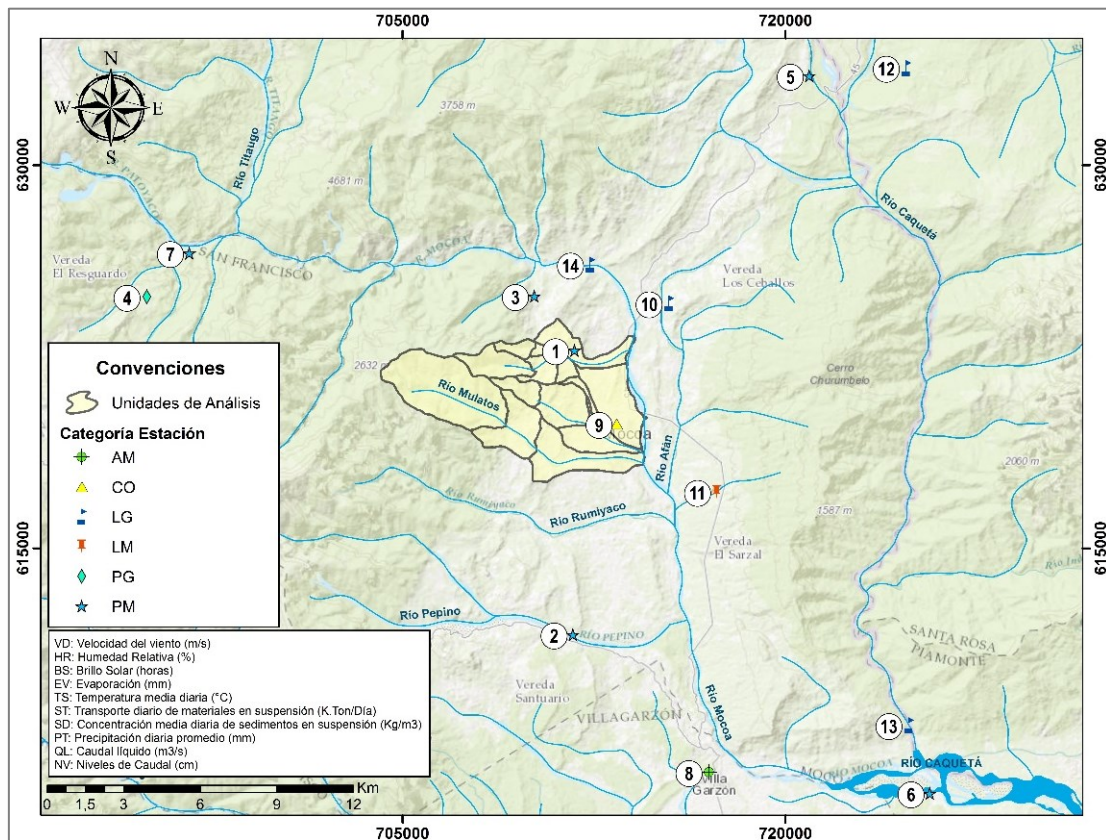 705000
720000
N
W
E
S
630000
630000
615000
615000
705000
720000
5
12
15
3758 m
R. TITANGO
Río Titaugo
4681 m
Río Caquetá
R. MOCOA
7
SAN FRANCISCO
Vereda
El Resguardo
14
Vereda
Los Ceballos
4
3
10
1
2632 m
Cerro
Churumbelo
Río Mulatos
9
Río Afán
2060 m
11
Río Rumiyaco
Río Rumiyaco
1587 m
Vereda
El Sarzal
Río Pepino
2
RÍO PEPINO
SANTA ROSA
PIAMONTE
Vereda
Santuario
Río Mocoa
VILLAGARZÓN
13
RÍO CAQUETÁ
8
Villa
Garzón
6
Convenciones
Unidades de Análisis
Categoría Estación
AM
CO
LG
LM
PG
PM
VD: Velocidad del viento (m/s)
HR: Humedad Relativa (%)
BS: Brillo Solar (horas)
EV: Evaporación (mm)
TS: Temperatura media diaria (°C)
ST: Transporte diario de materiales en suspensión (K.Ton/Día)
SD: Concentración media diaria de sedimentos en suspensión (Kg/m3)
PT: Precipitación diaria promedio (mm)
QL: Caudal líquido (m3/s)
NV: Niveles de Caudal (cm)
Km
0 1,5 3 6 9 12